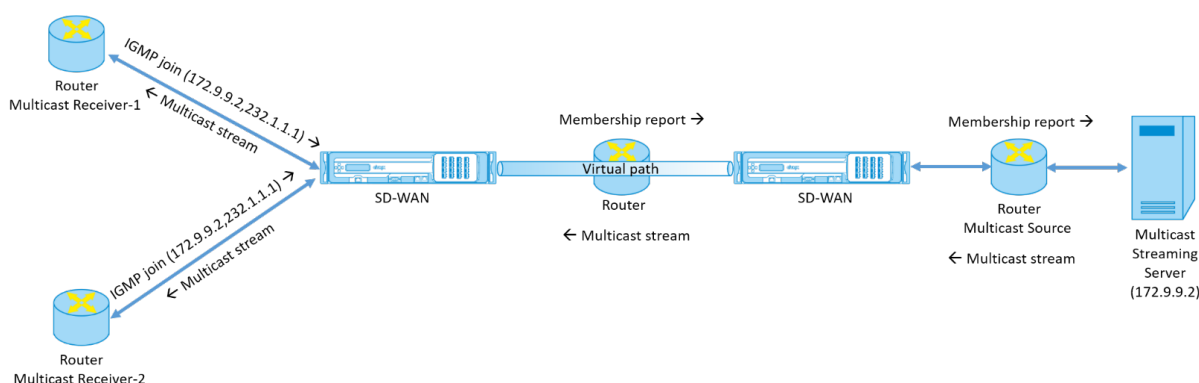 IGMP join (172.9.9.2,232.1.1.1) →
← Multicast stream
Router
Multicast Receiver-1
IGMP join (172.9.9.2,232.1.1.1) →
← Multicast stream
Router
Multicast Receiver-2
SD-WAN
Membership report →
Virtual path
Router
← Multicast stream
SD-WAN
Membership report →
Router
Multicast Source
← Multicast stream
Multicast
Streaming
Server
(172.9.9.2)